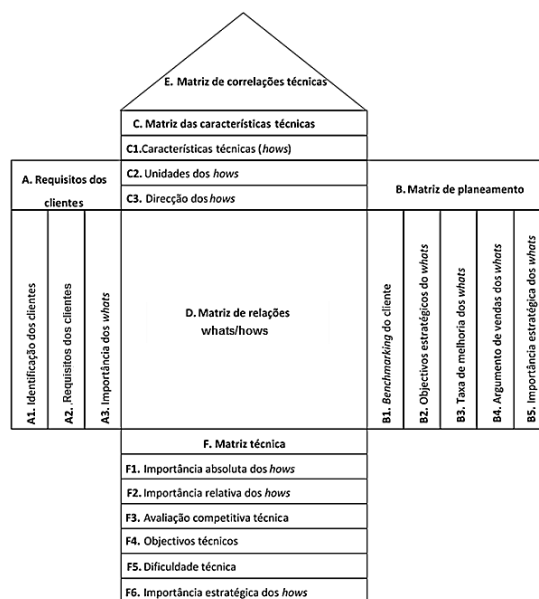 E. Matriz de correlações técnicas
C. Matriz das características técnicas
C1.Características técnicas (hows)
C2. Unidades dos hows
C3. Direcção dos hows
A. Requisitos dos
clientes
B. Matriz de planeamento
A1. Identificação dos clientes
A2. Requisitos dos clientes
A3. Importância dos whats
D. Matriz de relações
whats/hows
B1. Benchmarking do cliente
B2. Objectivos estratégicos do whats
B3. Taxa de melhoria dos whats
B4. Argumento de vendas dos whats
B5. Importância estratégica dos whats
F. Matriz técnica
F1. Importância absoluta dos hows
F2. Importância relativa dos hows
F3. Avaliação competitiva técnica
F4. Objectivos técnicos
F5. Dificuldade técnica
F6. Importância estratégica dos hows